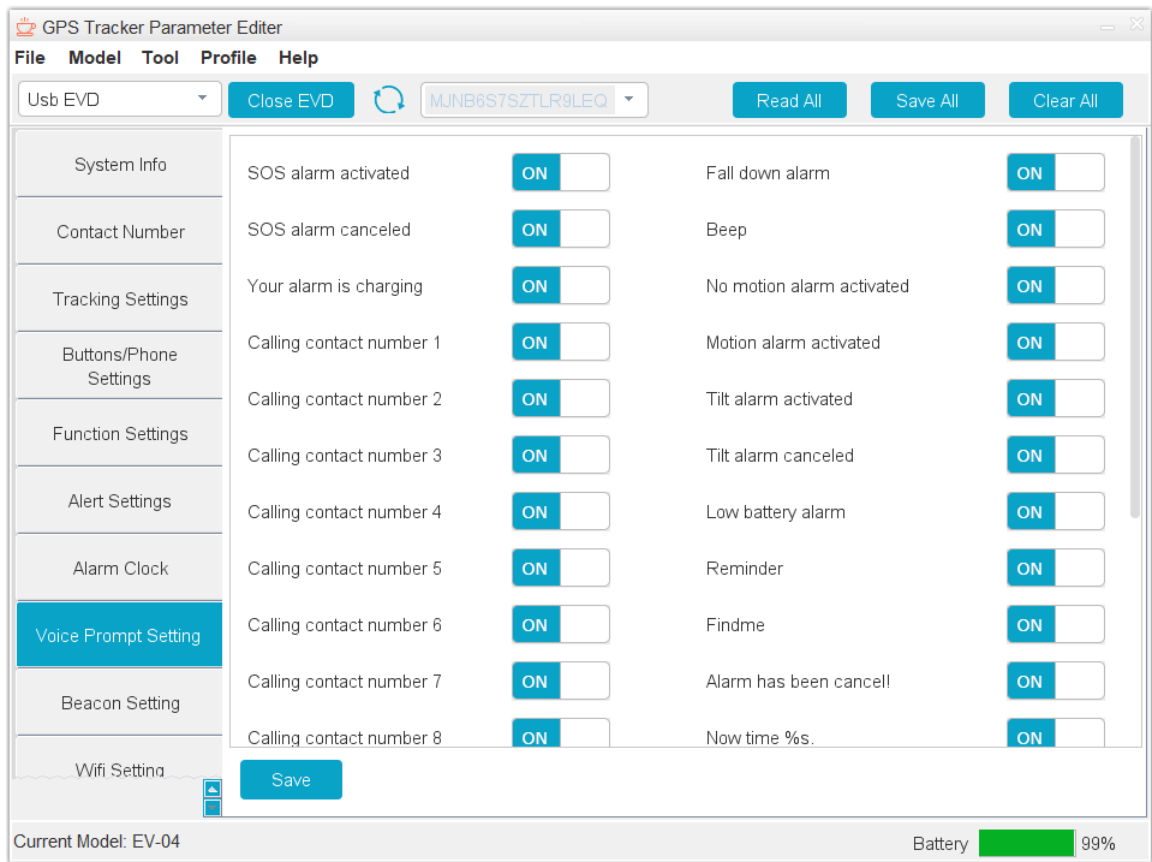 GPS Tracker Parameter Editer
File Model Tool Profile Help
Usb EVD Close EVD MJNB6S7SZTLR9LEQ Read All Save All Clear All
System Info
Contact Number
Tracking Settings
Buttons/Phone
Settings
Function Settings
Alert Settings
Alarm Clock
Voice Prompt Setting
Beacon Setting
Wifi Setting
SOS alarm activated ON Fall down alarm ON
SOS alarm canceled ON Beep ON
Your alarm is charging ON No motion alarm activated ON
Calling contact number 1 ON Motion alarm activated ON
Calling contact number 2 ON Tilt alarm activated ON
Calling contact number 3 ON Tilt alarm canceled ON
Calling contact number 4 ON Low battery alarm ON
Calling contact number 5 ON Reminder ON
Calling contact number 6 ON Findme ON
Calling contact number 7 ON Alarm has been cancel! ON
Calling contact number 8 ON Now time %s. ON
Save
Current Model: EV-04 Battery 99%